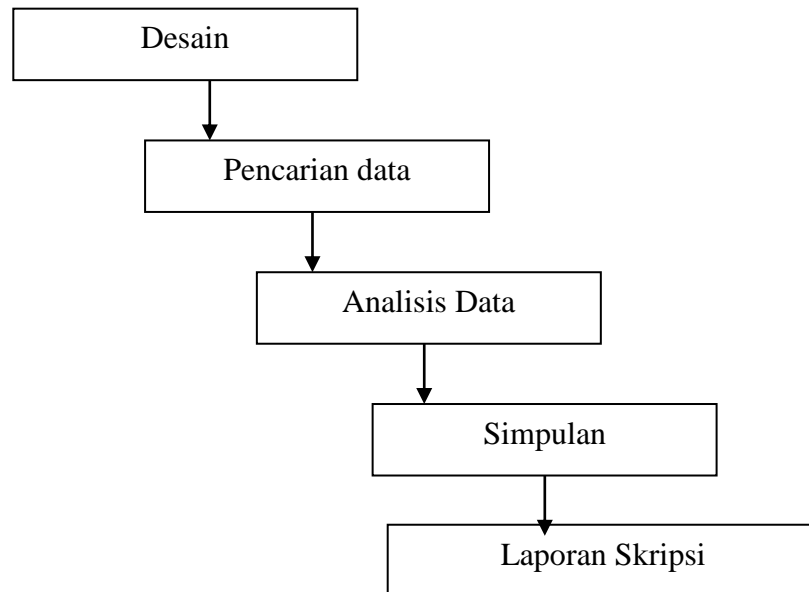 Desain
Pencarian data
Analisis Data
Simpulan
Laporan Skripsi